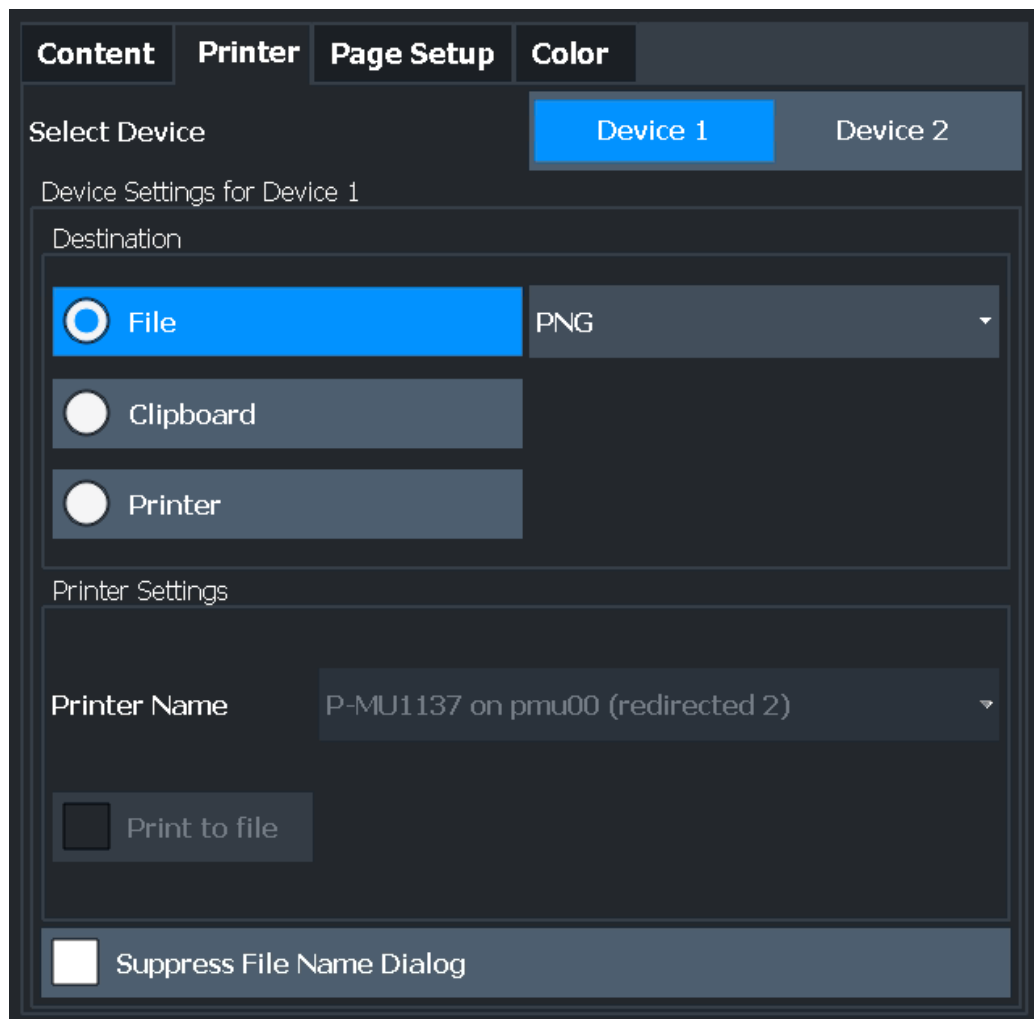 Content Printer Page Setup Color
Select Device Device 1 Device 2
Device Settings for Device 1
Destination
File PNG
Clipboard
Printer
Printer Settings
Printer Name P-MU1137 on pmu00 (redirected 2)
Print to file
Suppress File Name Dialog